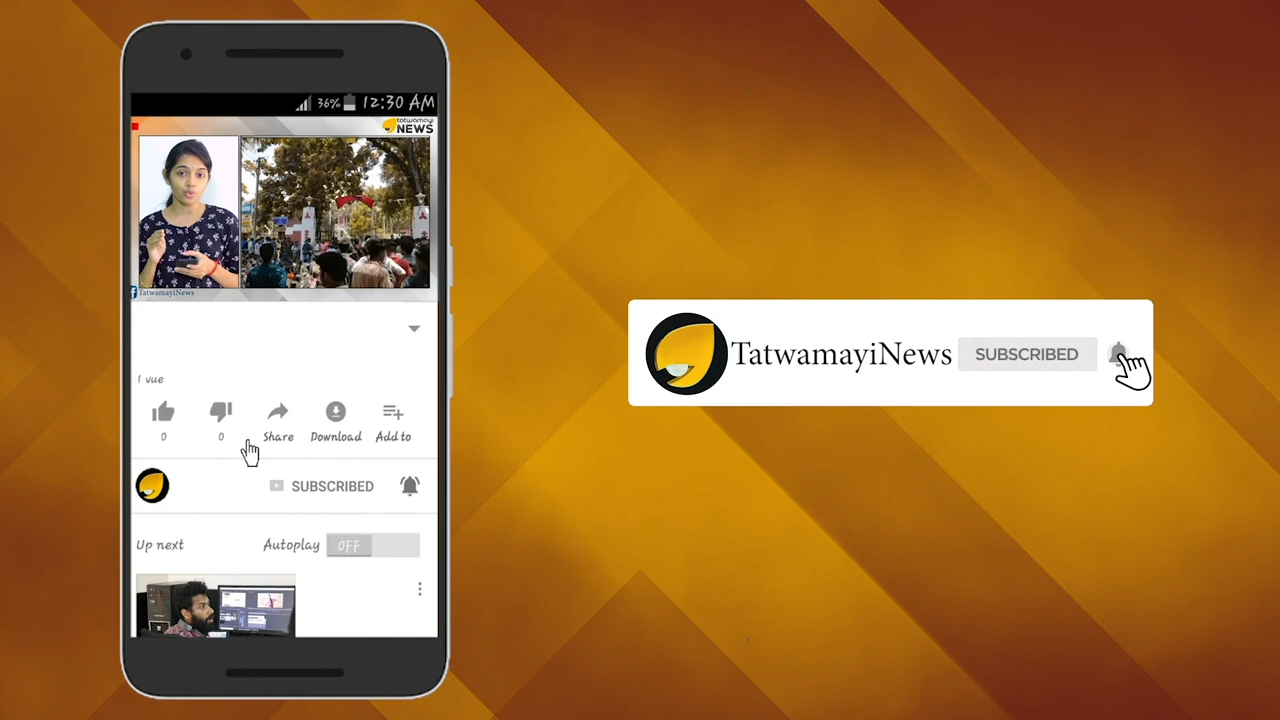 36% 12:30 AM
tatwamayi
NEWS
TatwamayiNews
1 vue
0 0 Share Download Add to
SUBSCRIBED
Up next Autoplay OFF
TatwamayiNews SUBSCRIBED